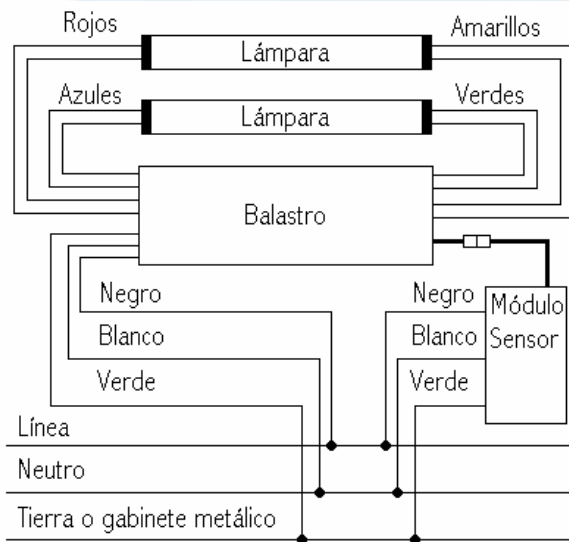 Rojos
Amarillos
Lámpara
Azules
Verdes
Lámpara
Balastro
Negro
Negro
Módulo
Sensor
Blanco
Blanco
Verde
Verde
Línea
Neutro
Tierra o gabinete metálico